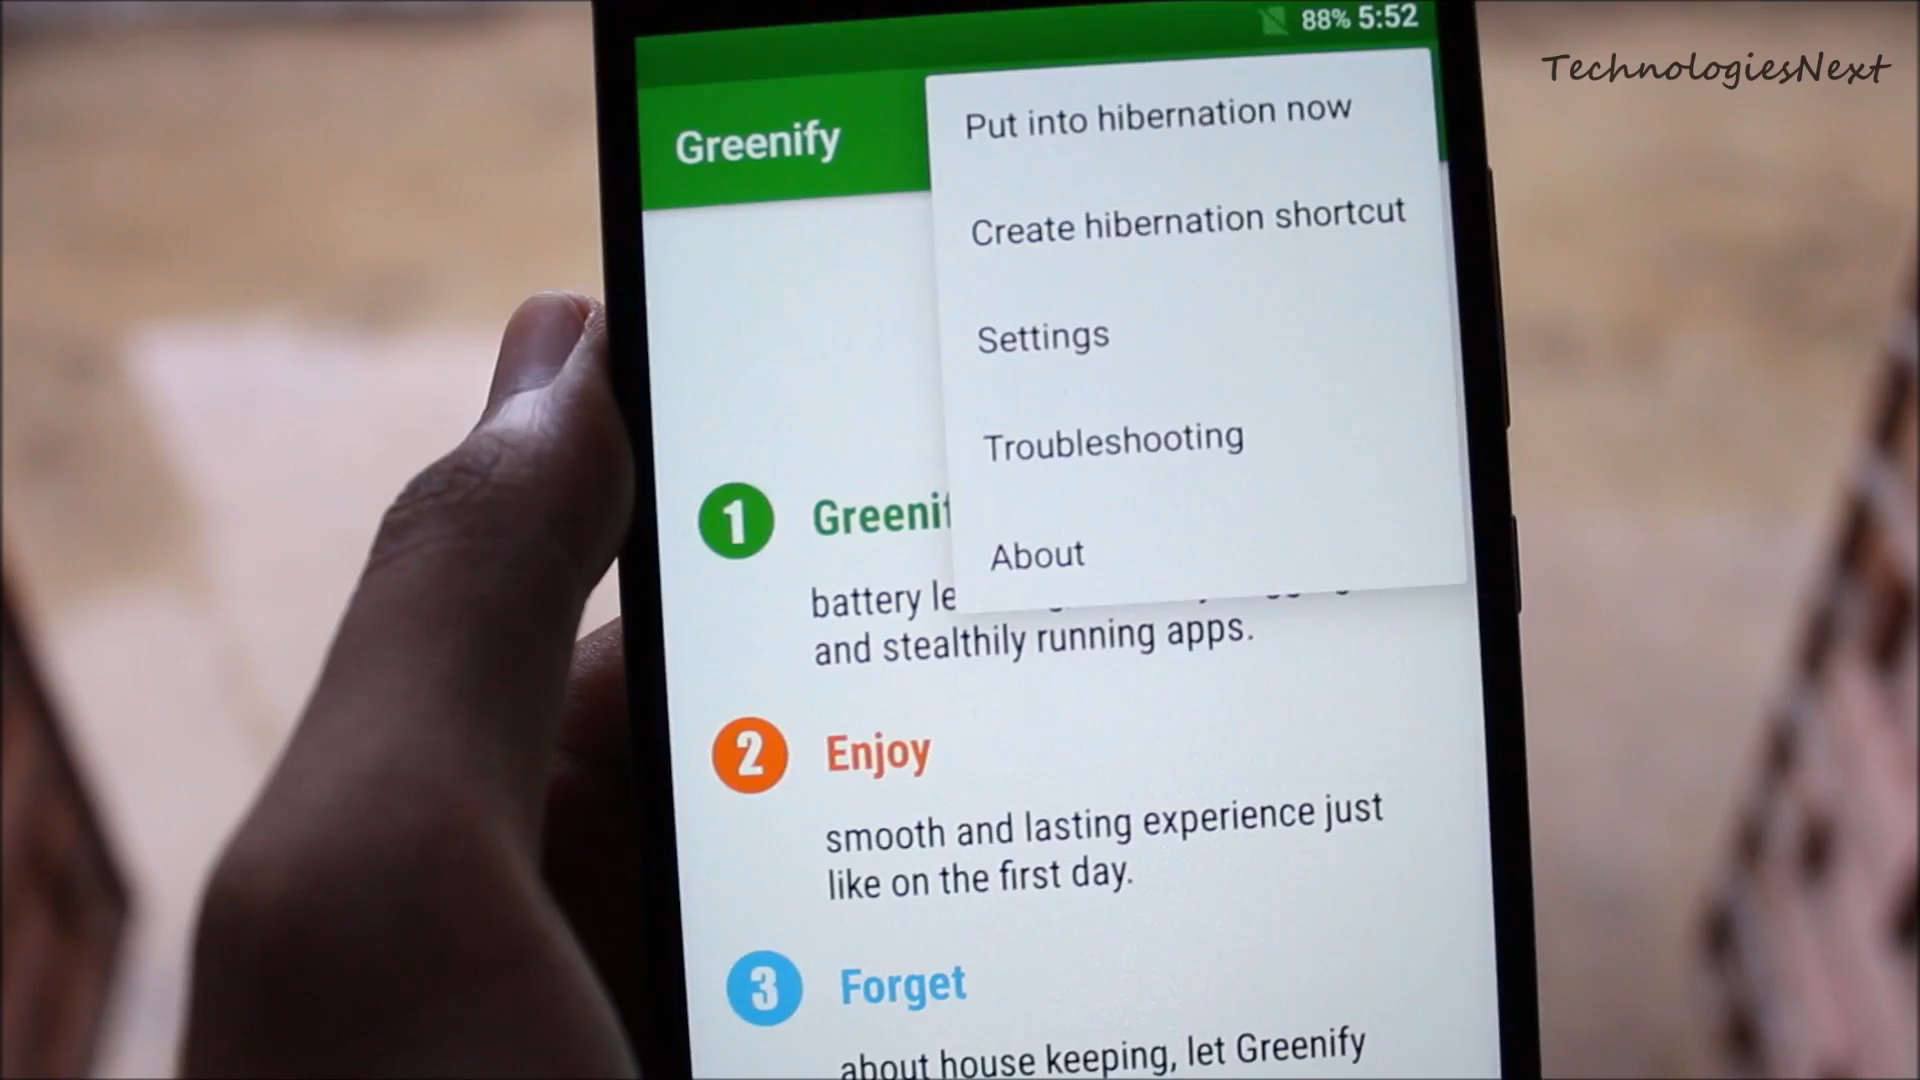 88% 5:52
TechnologiesNext
Greenify
Put into hibernation now
Create hibernation shortcut
Settings
Troubleshooting
About
1 Greenif
battery le
and stealthily running apps.
2 Enjoy
smooth and lasting experience just
like on the first day.
3 Forget
about house keeping, let Greenify